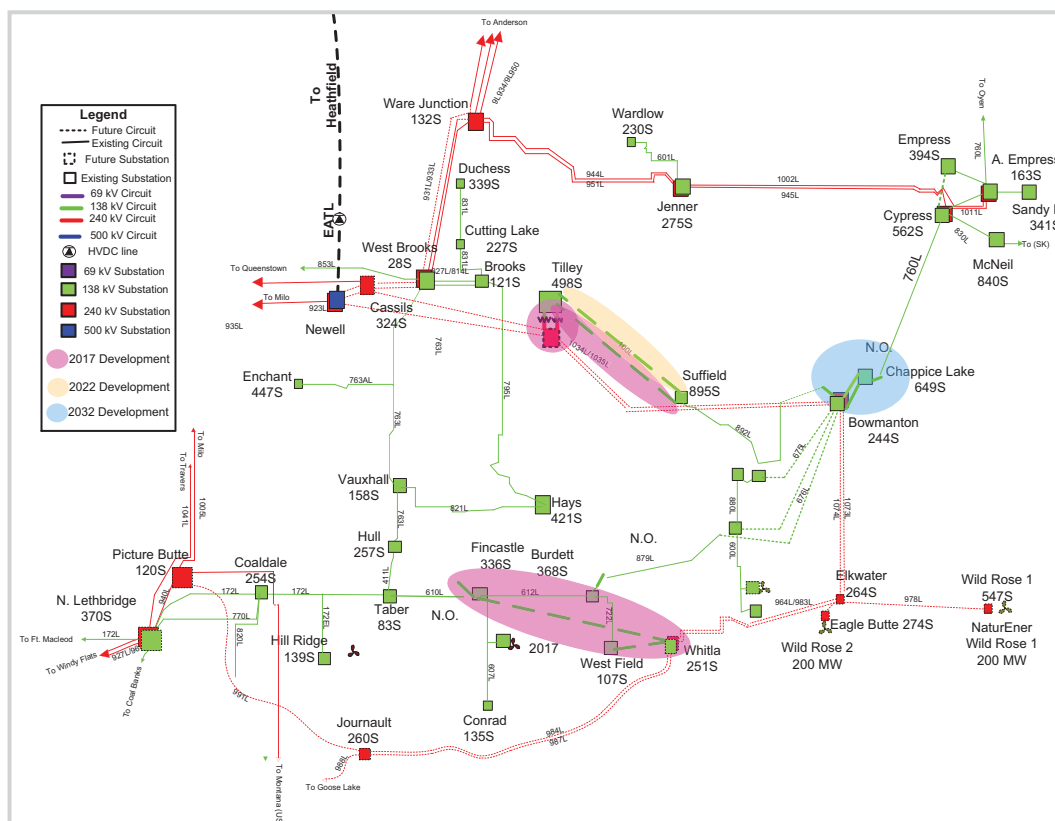 To Anderson
9L934/9L950
To Heathfield
EATL
Legend
Future Circuit
Existing Circuit
Future Substation
Existing Substation
69 kV Circuit
138 kV Circuit
240 kV Circuit
500 kV Circuit
HVDC line
69 kV Substation
138 kV Substation
240 kV Substation
500 kV Substation
2017 Development
2022 Development
2032 Development
Ware Junction
132S
931L/933L
Duchess
339S
831L
Cutting Lake
227S
831L
West Brooks
28S
827L/814L
Brooks
121S
853L
To Queenstown
To Milo
923L
935L
Newell
Cassils
324S
Wardlow
230S
601L
944L
951L
Jenner
275S
1002L
945L
To Oyen
760L
Empress
394S
A. Empress
163S
Sandy
341S
1011L
Cypress
562S
830L
To (SK)
McNeil
840S
760L
Tilley
498S
1034L/1035L
Suffield
895S
892L
N.O.
Chappice Lake
649S
Bowmanton
244S
675L
676L
1074L
1073L
880L
600L
763L
Enchant
447S
763AL
763L
795L
Vauxhall
158S
821L
Hays
421S
Hull
257S
763L
Taber
83S
610L
N.O.
Fincastle
336S
612L
Burdett
368S
722L
N.O.
879L
West Field
107S
Whitla
251S
2017
607L
Conrad
135S
To Milo
To Travers
1041L
1005L
Picture Butte
120S
N. Lethbridge
370S
Coaldale
254S
172L
172L
770L
820L
172EL
Hill Ridge
139S
To Ft. Macleod
172L
To Windy Flats
To Coal Banks
991L
Journault
260S
984L
987L
988L
To Goose Lake
To Montana (US
Elkwater
264S
964L/983L
978L
Eagle Butte 274S
Wild Rose 2
200 MW
Wild Rose 1
547S
NaturEner
Wild Rose 1
200 MW